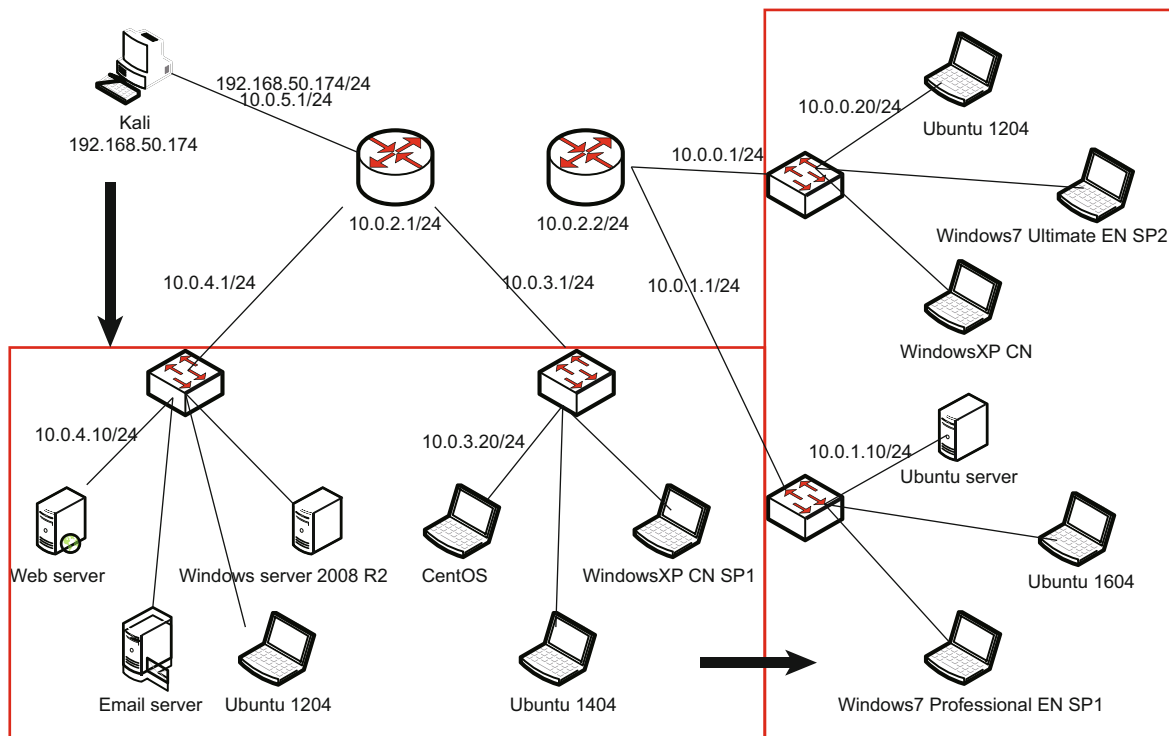 192.168.50.174/24
10.0.5.1/24
Kali
192.168.50.174
10.0.2.1/24
10.0.2.2/24
10.0.0.1/24
10.0.0.20/24
Ubuntu 1204
Windows7 Ultimate EN SP2
WindowsXP CN
10.0.4.1/24
10.0.3.1/24
10.0.1.1/24
10.0.4.10/24
10.0.3.20/24
10.0.1.10/24
Ubuntu server
Web server
Windows server 2008 R2
CentOS
WindowsXP CN SP1
Ubuntu 1604
Email server
Ubuntu 1204
Ubuntu 1404
Windows7 Professional EN SP1